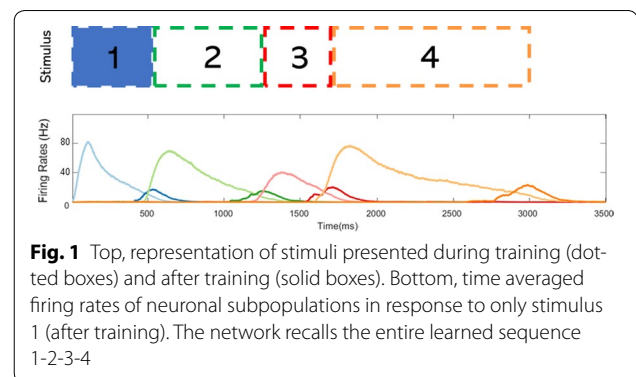 Stimulus
1 2 3 4
Firing Rates (Hz)
80
40
0
500 1000 1500 2000 2500 3000 3500
Time(ms)
Fig. 1 Top, representation of stimuli presented during training (dot-
ted boxes) and after training (solid boxes). Bottom, time averaged
firing rates of neuronal subpopulations in response to only stimulus
1 (after training). The network recalls the entire learned sequence
1-2-3-4